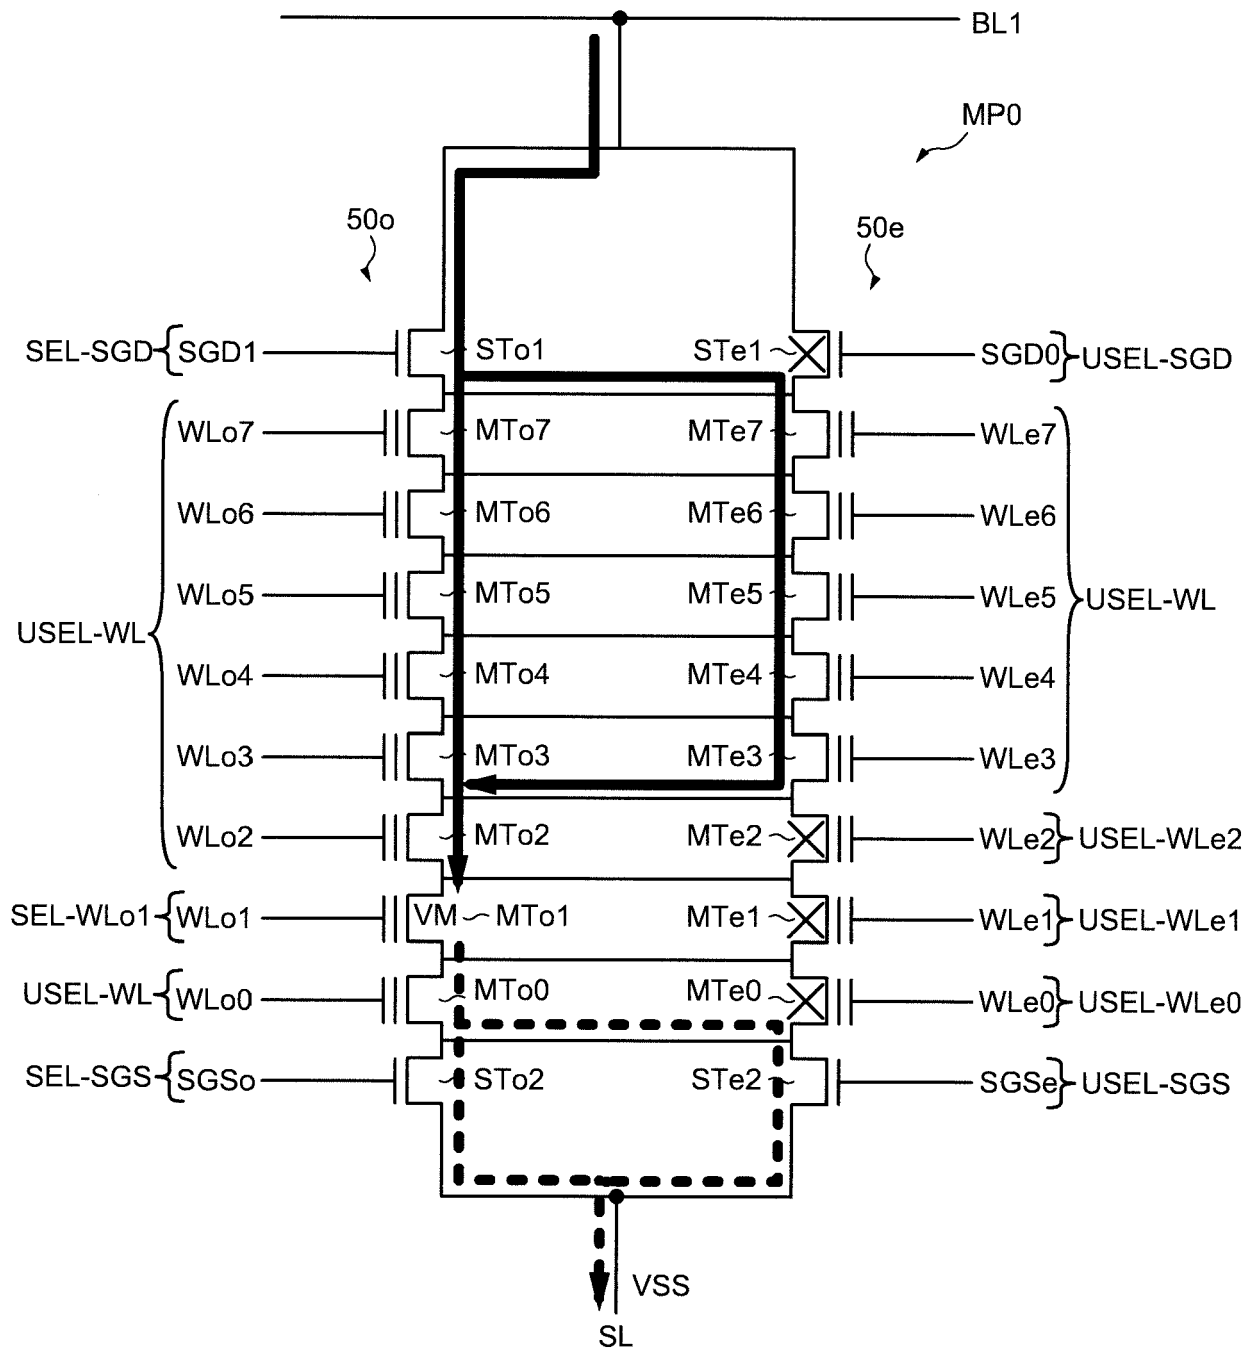 BL1
MP0
50o
50e
SEL-SGD SGD1 STo1 STe1 SGD0 USEL-SGD
WLo7 MTo7 MTe7 WLe7
WLo6 MTo6 MTe6 WLe6
WLo5 MTo5 MTe5 WLe5 USEL-WL
USEL-WL
WLo4 MTo4 MTe4 WLe4
WLo3 MTo3 MTe3 WLe3
WLo2 MTo2 MTe2 WLe2 USEL-WLe2
SEL-WLo1 WLo1 VM MTo1 MTe1 WLe1 USEL-WLe1
USEL-WL WLo0 MTo0 MTe0 WLe0 USEL-WLe0
SEL-SGS SGSo STo2 STe2 SGSe USEL-SGS
VSS
SL